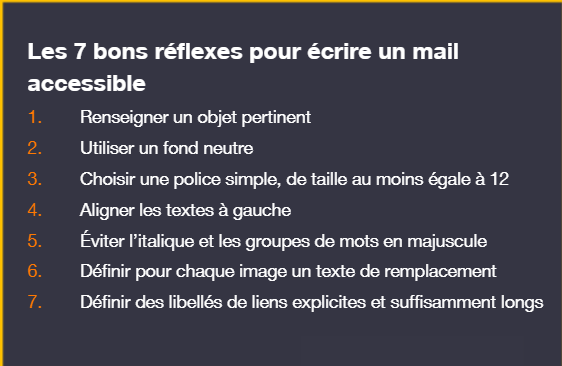 Les 7 bons réflexes pour écrire un mail
accessible
1. Renseigner un objet pertinent
2. Utiliser un fond neutre
3. Choisir une police simple, de taille au moins égale à 12
4. Aligner les textes à gauche
5. Éviter l’italique et les groupes de mots en majuscule
6. Définir pour chaque image un texte de remplacement
7. Définir des libellés de liens explicites et suffisamment longs